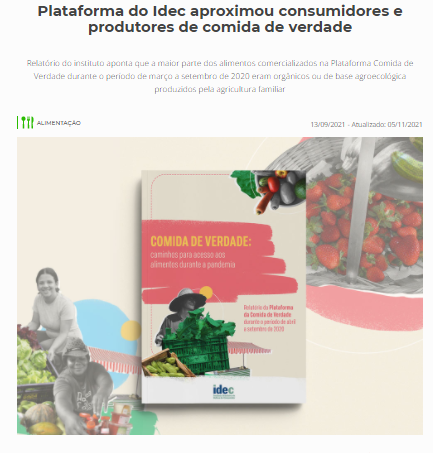 Plataforma do Idec aproximou consumidores e
produtores de comida de verdade
Relatório do instituto aponta que a maior parte dos alimentos comercializados na Plataforma Comida de
Verdade durante o período de março a setembro de 2020 eram orgânicos ou de base agroecológica
produzidos pela agricultura familiar
ALIMENTAÇÃO
13/09/2021 - Atualizado: 05/11/2021
COMIDA DE VERDADE:
caminhos para acesso aos
alimentos durante a pandemia
Relatório da Plataforma
da Comida de Verdade
durante o período de abril
a setembro de 2020
idec